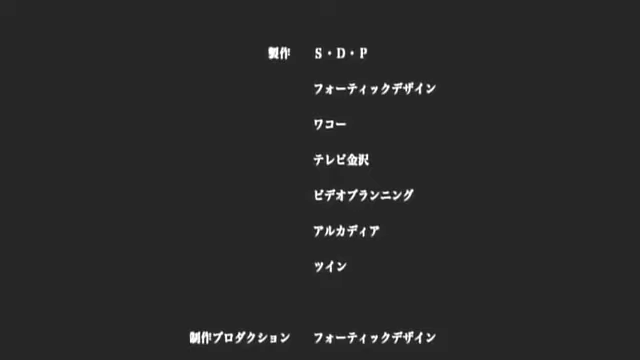 製作 S・D・P
フォーティックデザイン
ワコー
テレビ金沢
ビデオプランニング
アルカディア
ツイン
制作プロダクション フォーティックデザイン